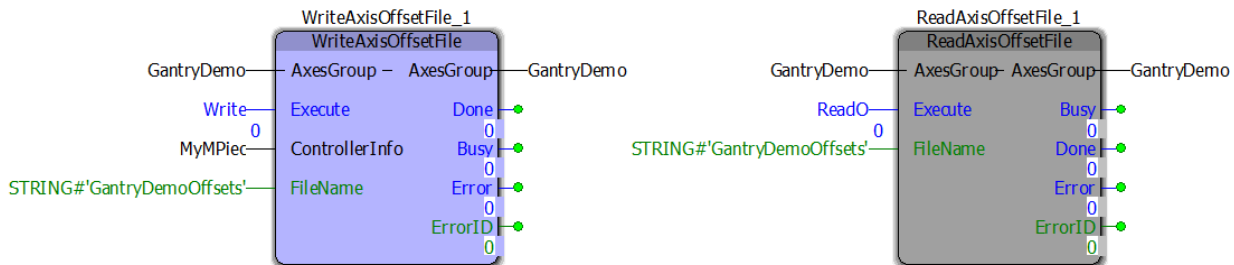 WriteAxisOffsetFile_1
WriteAxisOffsetFile
GantryDemo AxesGroup – AxesGroup GantryDemo
Write Execute Done
0 0
MyMPiec ControllerInfo Busy
0
STRING#'GantryDemoOffsets' FileName Error
0
ErrorID
0
ReadAxisOffsetFile_1
ReadAxisOffsetFile
GantryDemo AxesGroup- AxesGroup GantryDemo
ReadO Execute Busy
0 0
STRING#'GantryDemoOffsets' FileName Done
0
Error
0
ErrorID
0